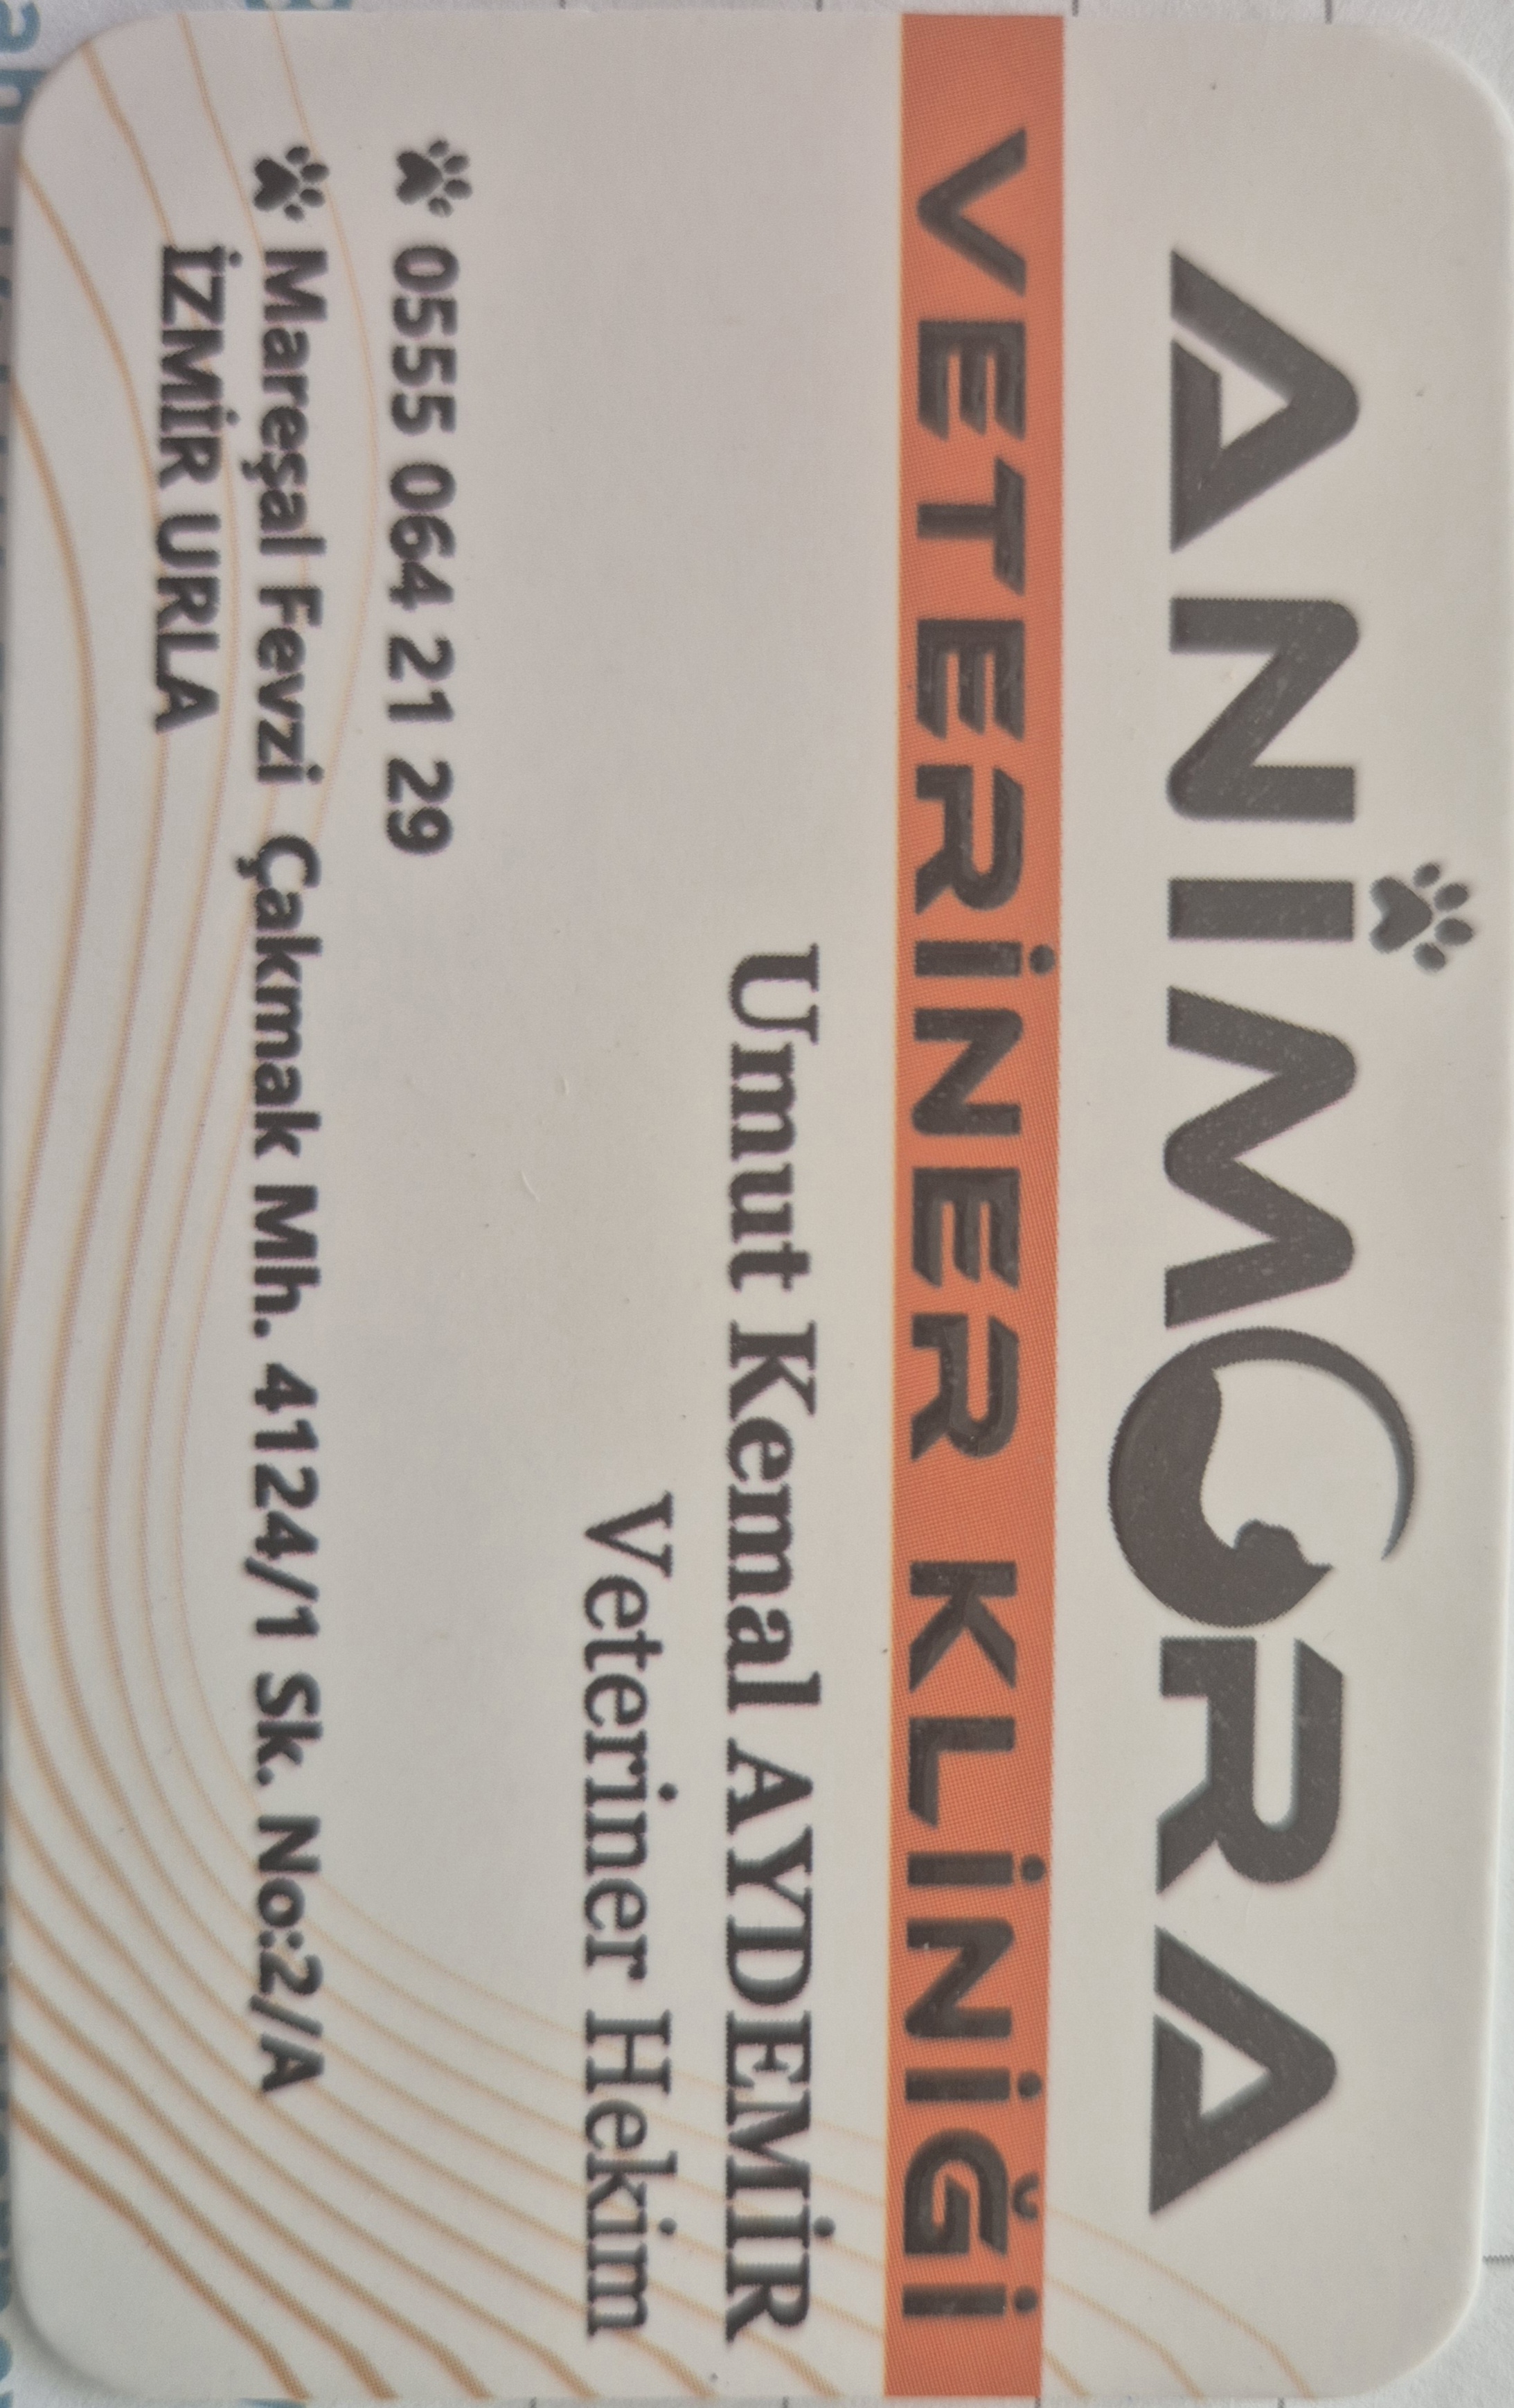 ANİMORA
VETERİNER KLİNİĞİ
Umut Kemal AYDEMİR
Veteriner Hekim
0555 064 21 29
Mareşal Fevzi Çakmak Mh. 4124/1 Sk. No:2/A
İZMİR URLA